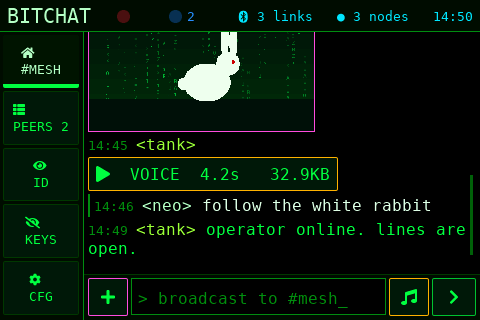 BITCHAT 2 3 links 3 nodes 14:50
#MESH
PEERS 2
ID
KEYS
CFG
14:45 <tank>
VOICE 4.2s 32.9KB
14:46 <neo> follow the white rabbit
14:49 <tank> operator online. lines are
open.
> broadcast to #mesh_